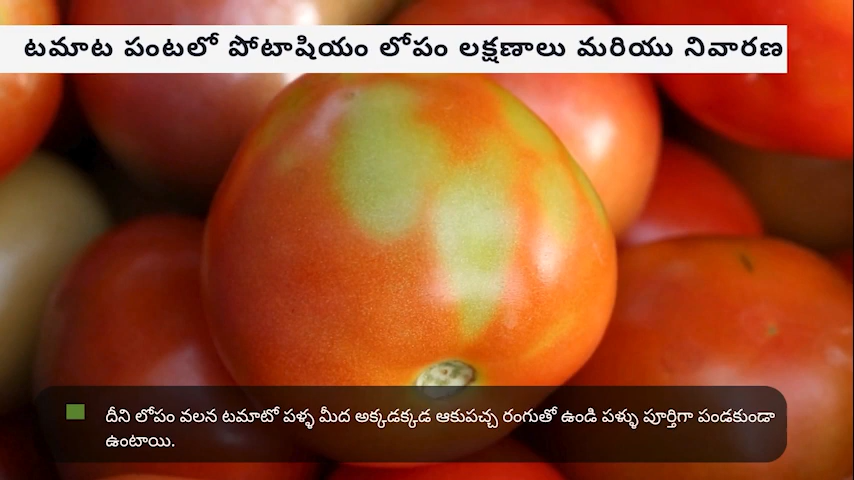 టమాట పంటలో పోటాషియం లోపం లక్షణాలు మరియు నివారణ
దీని లోపం వలన టమాటో పళ్ళ మీద అక్కడక్కడ ఆకుపచ్చ రంగుతో ఉండి పళ్ళు పూర్తిగా పండకుండా
ఉంటాయి.